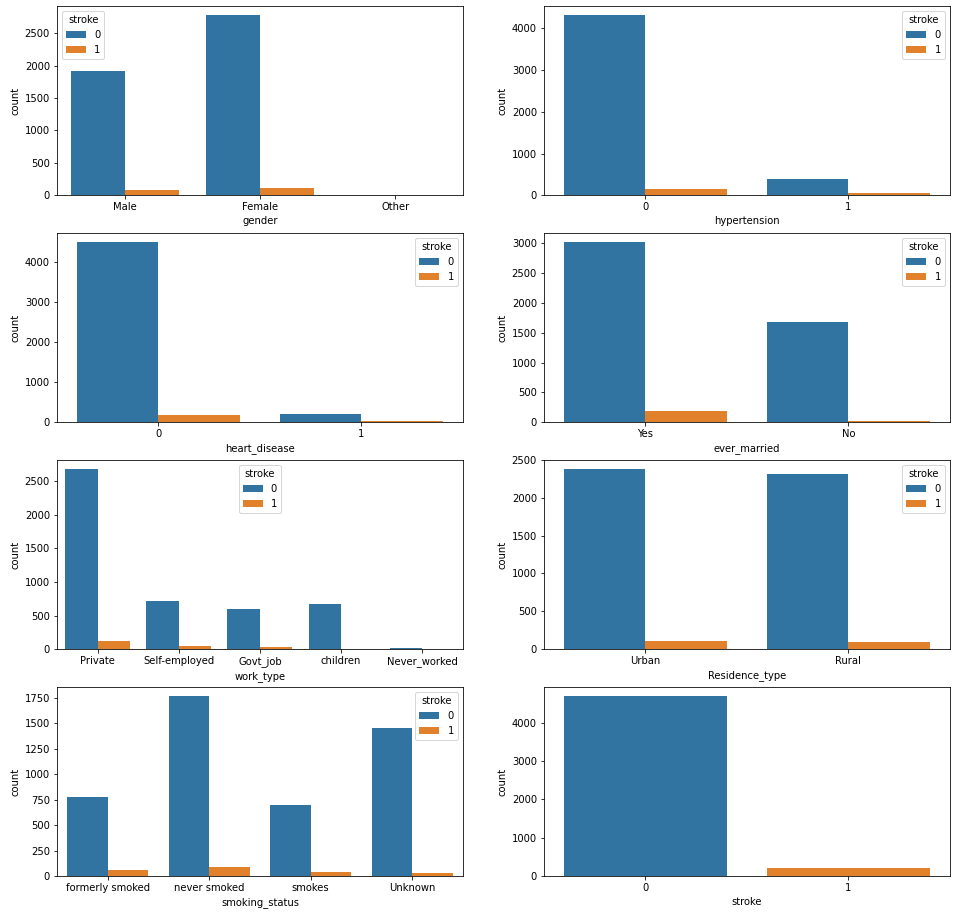 stroke
0
1
2500
2000
1500
1000
500
0
count
Male Female Other
gender
stroke
0
1
4000
3000
2000
1000
0
count
0 1
hypertension
stroke
0
1
4000
3000
2000
1000
0
count
0 1
heart_disease
stroke
0
1
3000
2500
2000
1500
1000
500
0
count
Yes No
ever_married
stroke
0
1
2500
2000
1500
1000
500
0
count
Private Self-employed Govt_job children Never_worked
work_type
stroke
0
1
2500
2000
1500
1000
500
0
count
Urban Rural
Residence_type
stroke
0
1
1750
1500
1250
1000
750
500
250
0
count
formerly smoked never smoked smokes Unknown
smoking_status
4000
3000
2000
1000
0
count
0 1
stroke